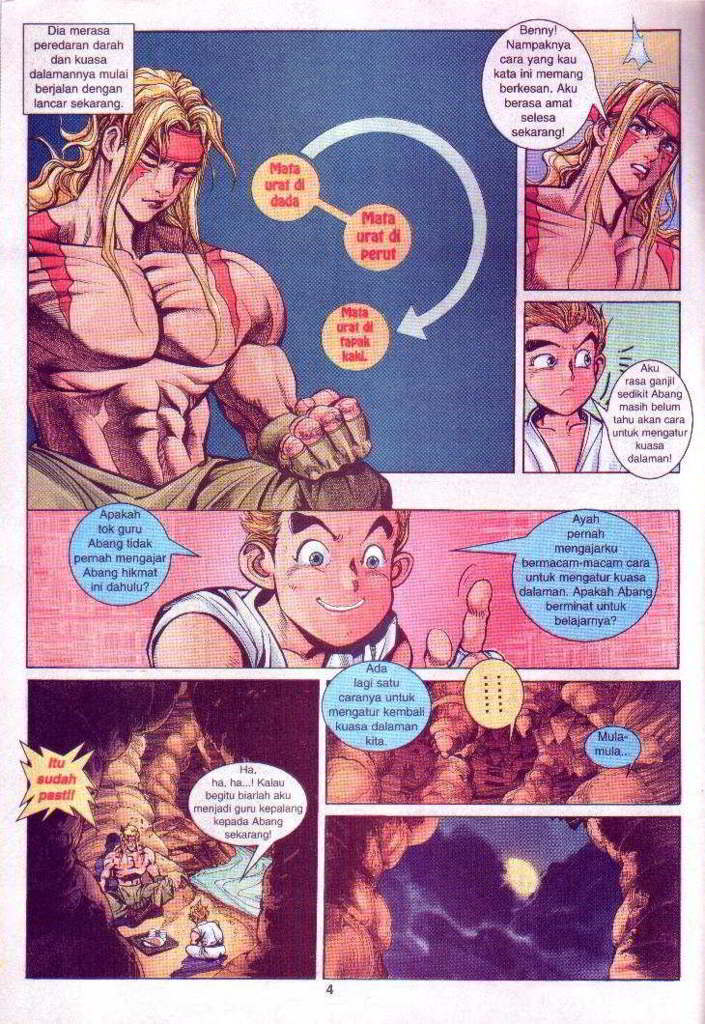 Dia merasa
peredaran darah
dan kuasa
dalamannya mulai
berjalan dengan
lancar sekarang.
Mata
urat di
dada
Mata
urat di
perut
Mata
urat di
tapak
kaki.
Benny!
Nampaknya
cara yang kau
kata ini memang
berkesan. Aku
berasa amat
selesa
sekarang!
Aku
rasa ganjil
sedikit Abang
masih belum
tahu akan cara
untuk mengatur
kuasa
dalaman!
Apakah
tok guru
Abang tidak
pernah mengajar
Abang hikmat
ini dahulu?
Ayah
pernah
mengajarku
bermacam-macam cara
untuk mengatur kuasa
dalaman. Apakah Abang
berminat untuk
belajarnya?
Itu
sudah
pasti!
Ha,
ha, ha...! Kalau
begitu biarlah aku
menjadi guru kepalang
kepada Abang
sekarang!
Ada
lagi satu
caranya untuk
mengatur kembali
kuasa dalaman
kita.
Mula-
mula...
4